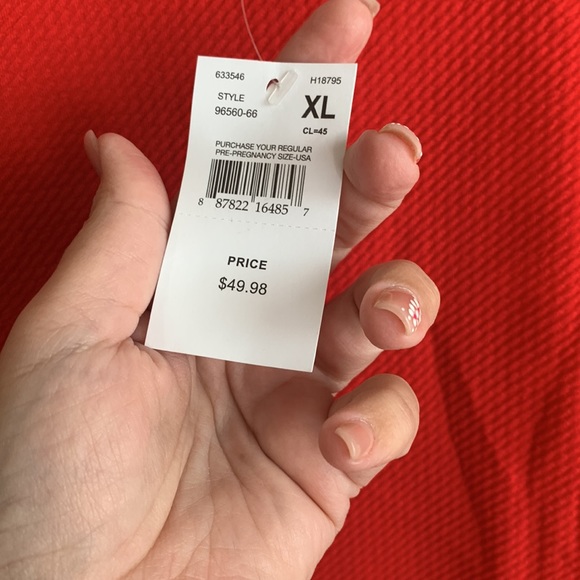 633546 H18795
STYLE XL
96560-66
CL=45
PURCHASE YOUR REGULAR
PRE-PREGNANCY SIZE-USA
8 87822 16485 7
PRICE
$49.98